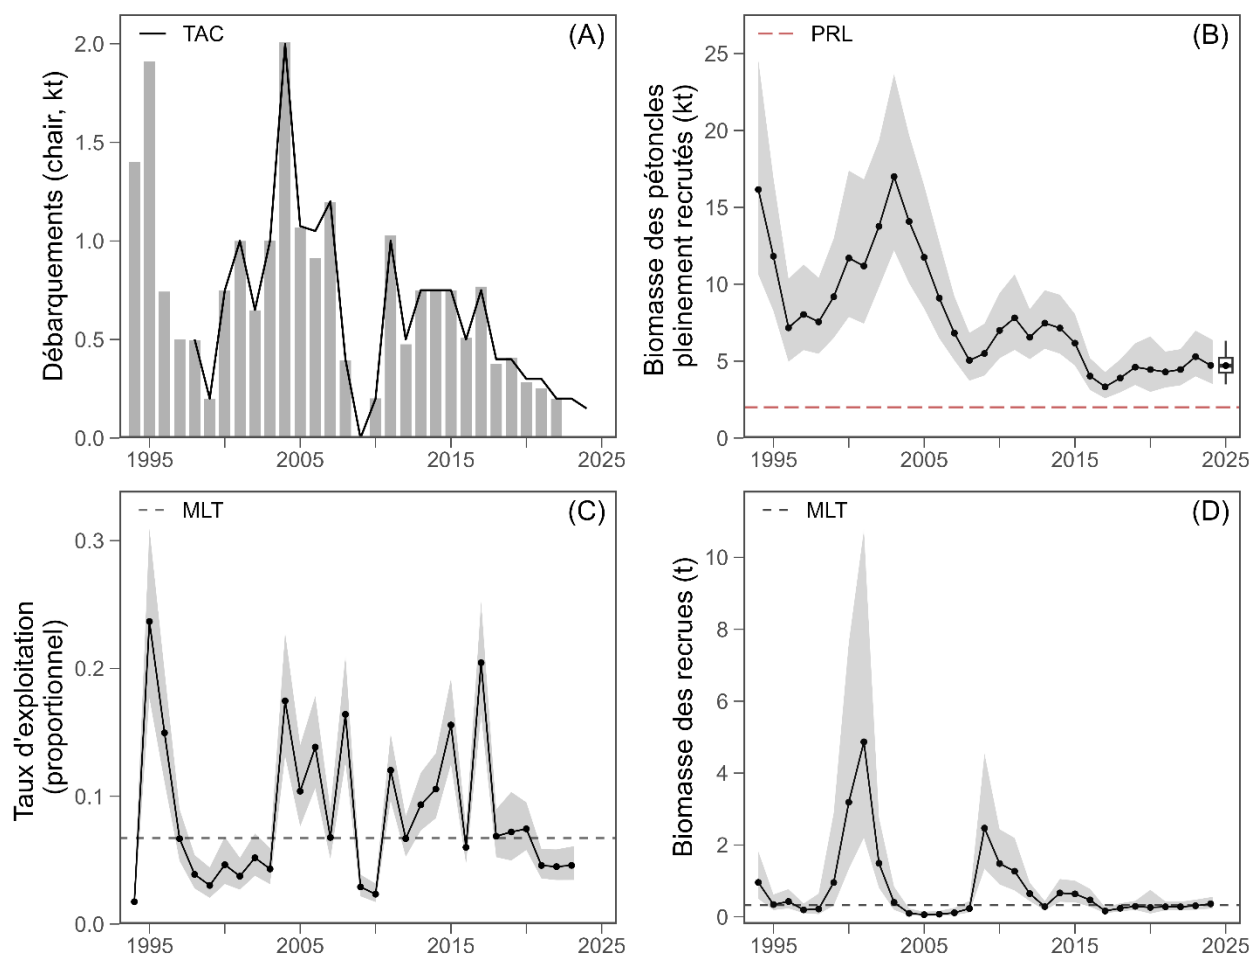 TAC
(A)
Débarquements (chair, kt)
2.0
1.5
1.0
0.5
0.0
1995
2005
2015
2025
PRL
(B)
Biomasse des pétoncles
pleinement recrutés (kt)
25
20
15
10
5
0
1995
2005
2015
2025
MLT
(C)
Taux d'exploitation
(proportionnel)
0.3
0.2
0.1
0.0
1995
2005
2015
2025
MLT
(D)
Biomasse des recrues (t)
10
8
6
4
2
0
1995
2005
2015
2025